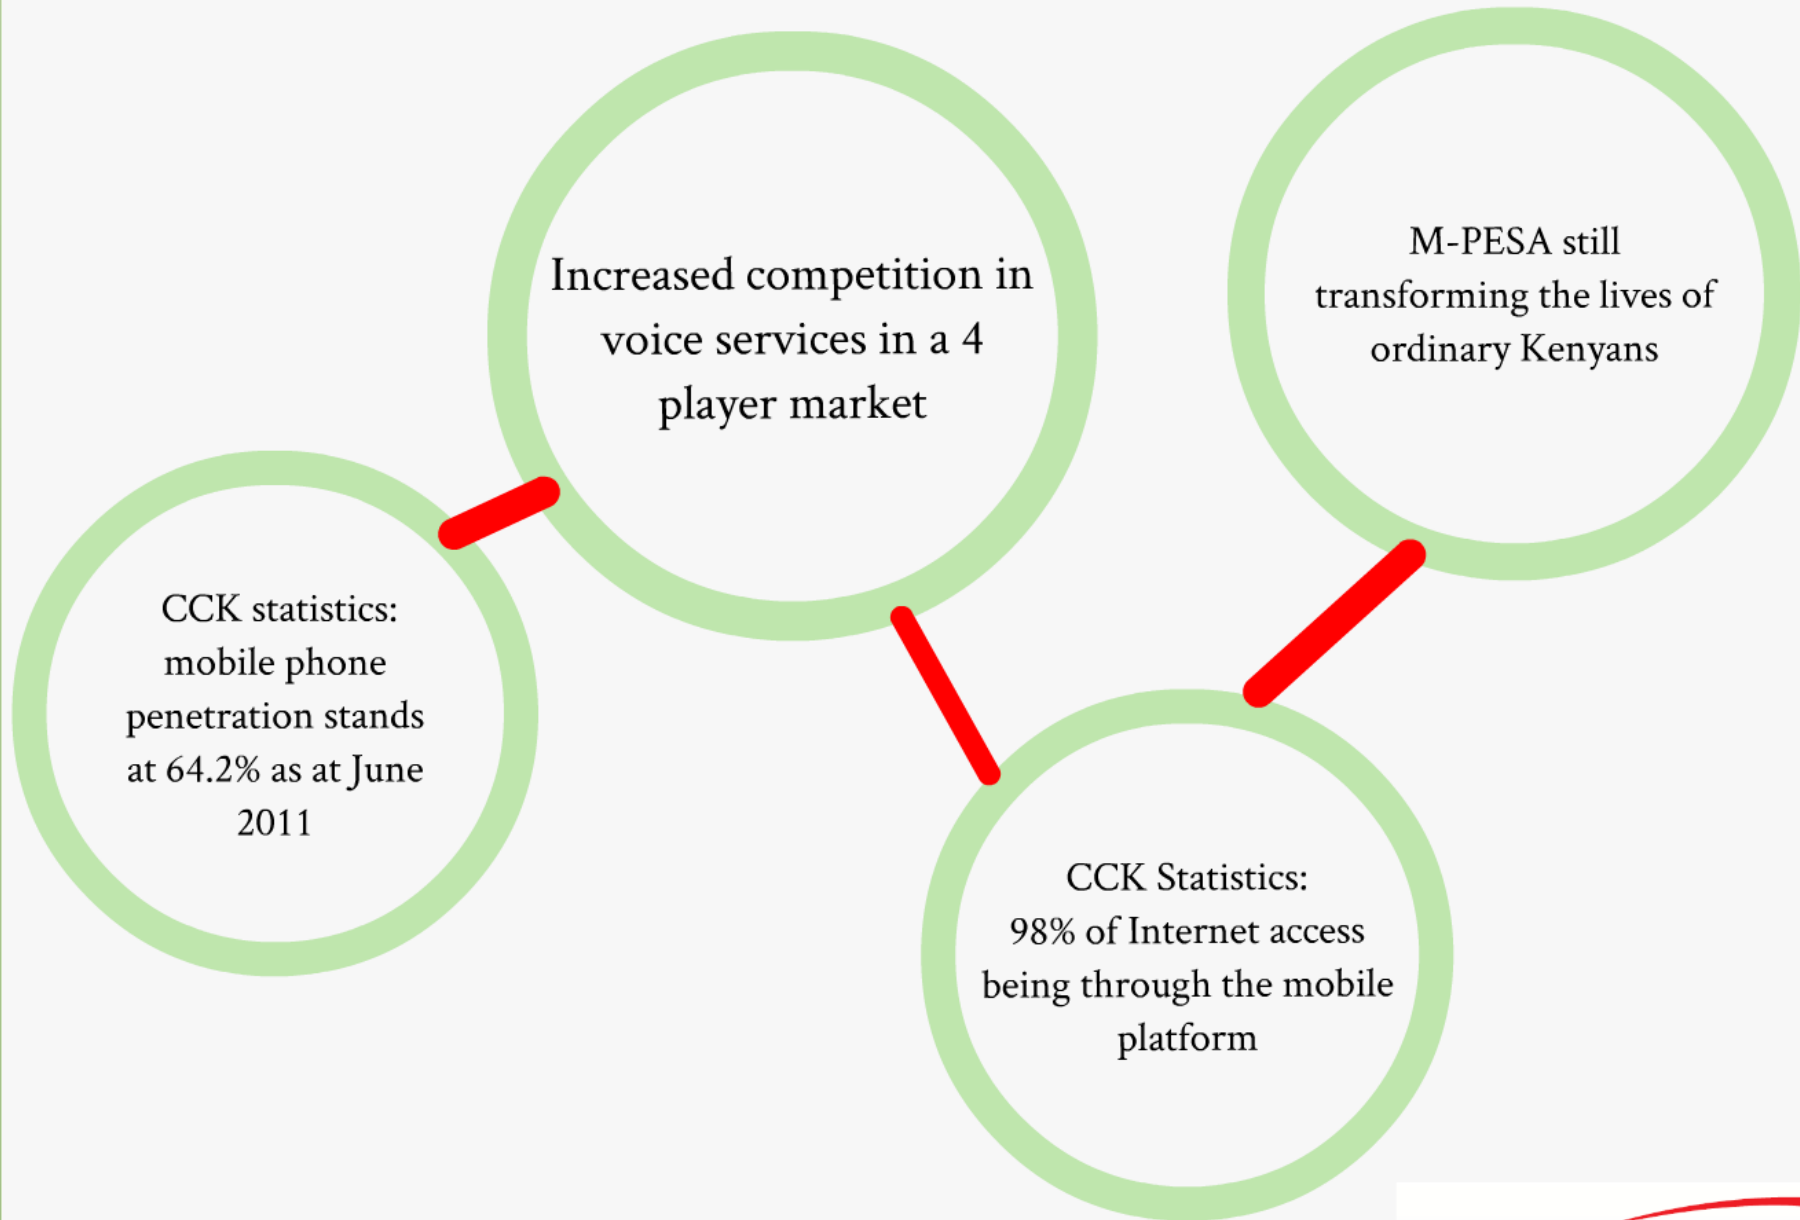 CCK statistics:
mobile phone
penetration stands
at 64.2% as at June
2011
Increased competition in
voice services in a 4
player market
CCK Statistics:
98% of Internet access
being through the mobile
platform
M-PESA still
transforming the lives of
ordinary Kenyans